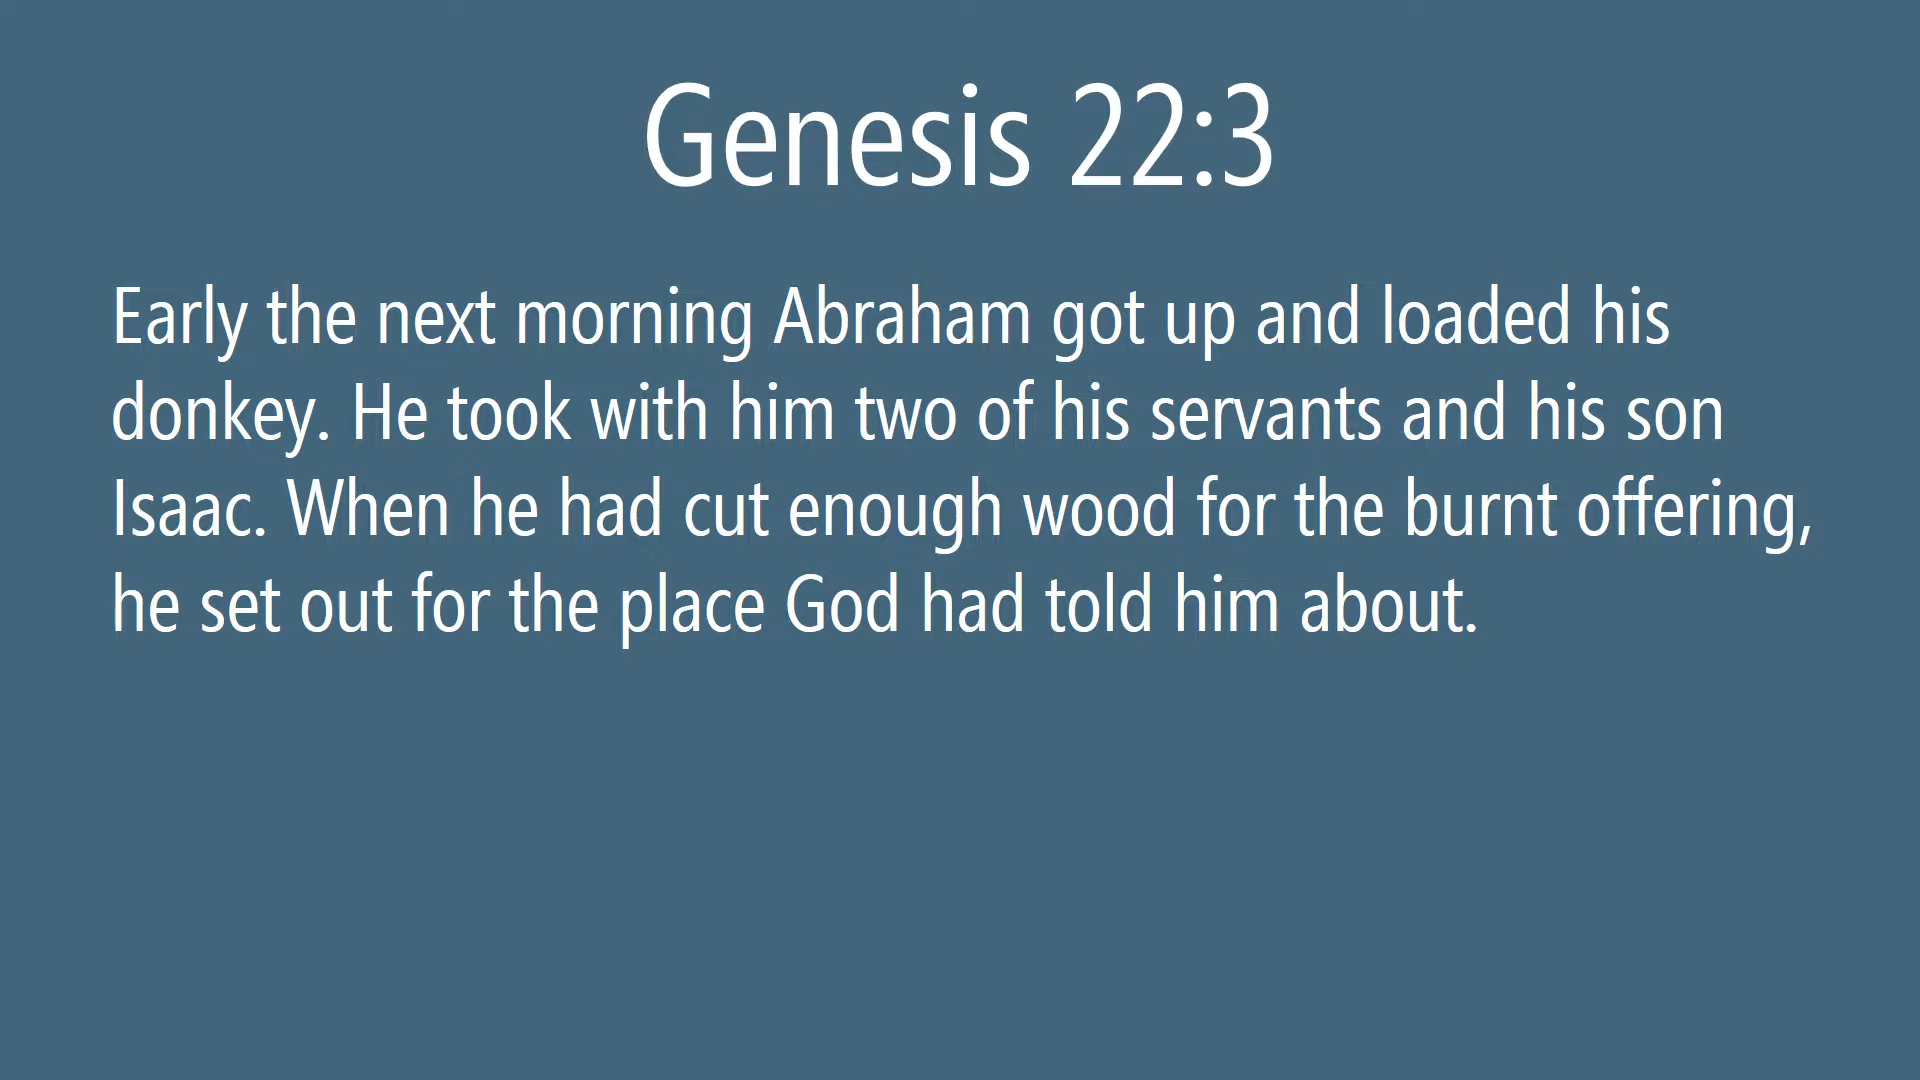 Genesis 22:3
Early the next morning Abraham got up and loaded his
donkey. He took with him two of his servants and his son
Isaac. When he had cut enough wood for the burnt offering,
he set out for the place God had told him about.